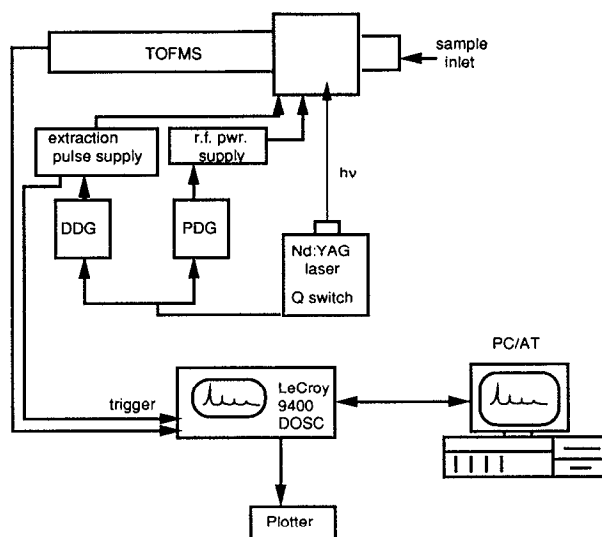 TOFMS
sample
inlet
extraction
pulse supply
r.f. pwr.
supply
hν
DDG
PDG
Nd:YAG
laser
Q switch
PC/AT
trigger
LeCroy
9400
DOSC
Plotter